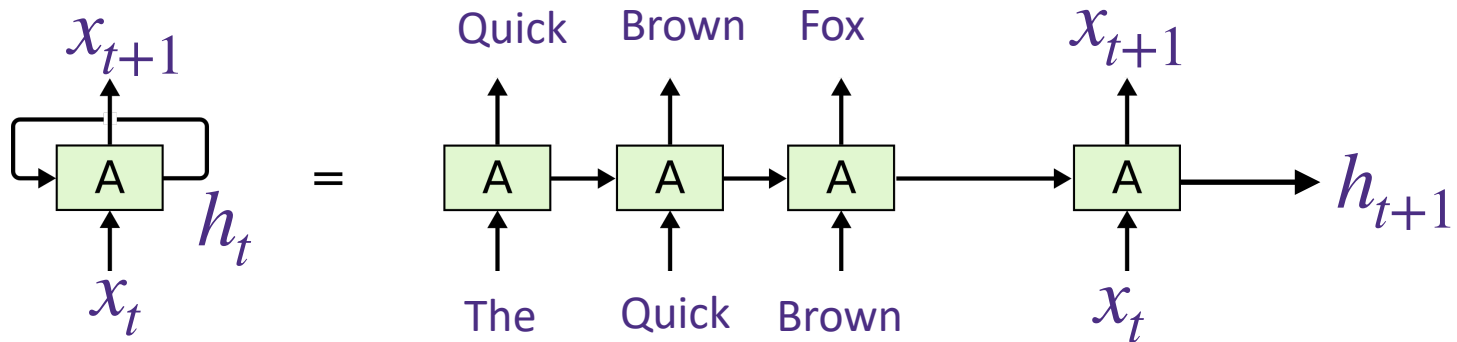 x_{t+1} Quick Brown Fox x_{t+1}
A = A A A A h_{t+1}
h_t
x_t The Quick Brown x_t